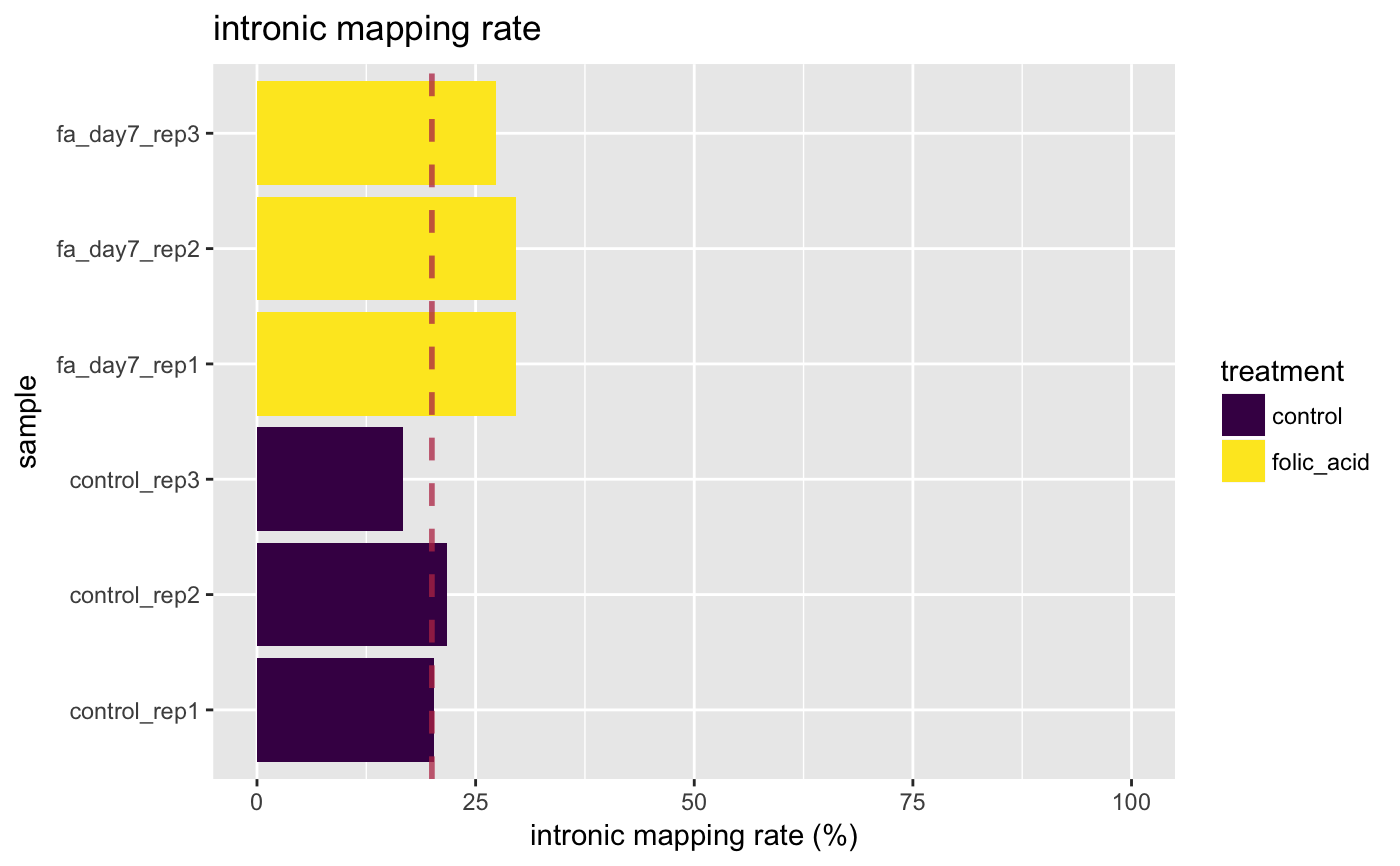 intronic mapping rate
fa_day7_rep3
fa_day7_rep2
fa_day7_rep1
control_rep3
control_rep2
control_rep1
sample
0 25 50 75 100
intronic mapping rate (%)
treatment
control
folic_acid